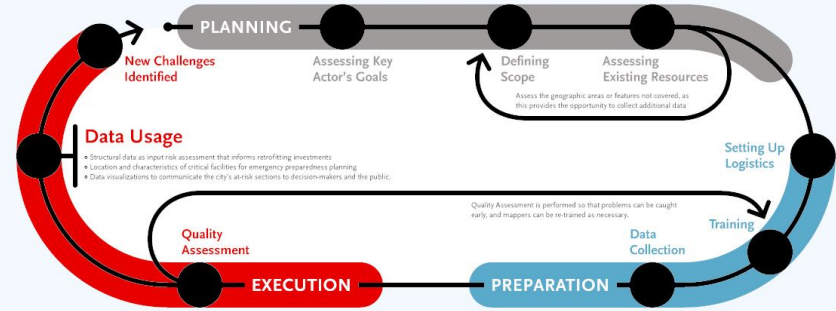 PLANNING
New Challenges
Identified
Assessing Key
Actor's Goals
Defining
Scope
Assessing
Existing Resources
Assess the geographic areas or features not covered, as
this provides the opportunity to collect additional data
Data Usage
Structural data as input risk assessment that informs retrofitting investments
Location and characteristics of critical facilities for emergency preparedness planning
Data visualizations to communicate the city's at-risk sections to decision-makers and the public.
Setting Up
Logistics
Quality Assessment is performed so that problems can be caught
early, and mappers can be re-trained as necessary.
Training
Quality
Assessment
Data
Collection
EXECUTION
PREPARATION